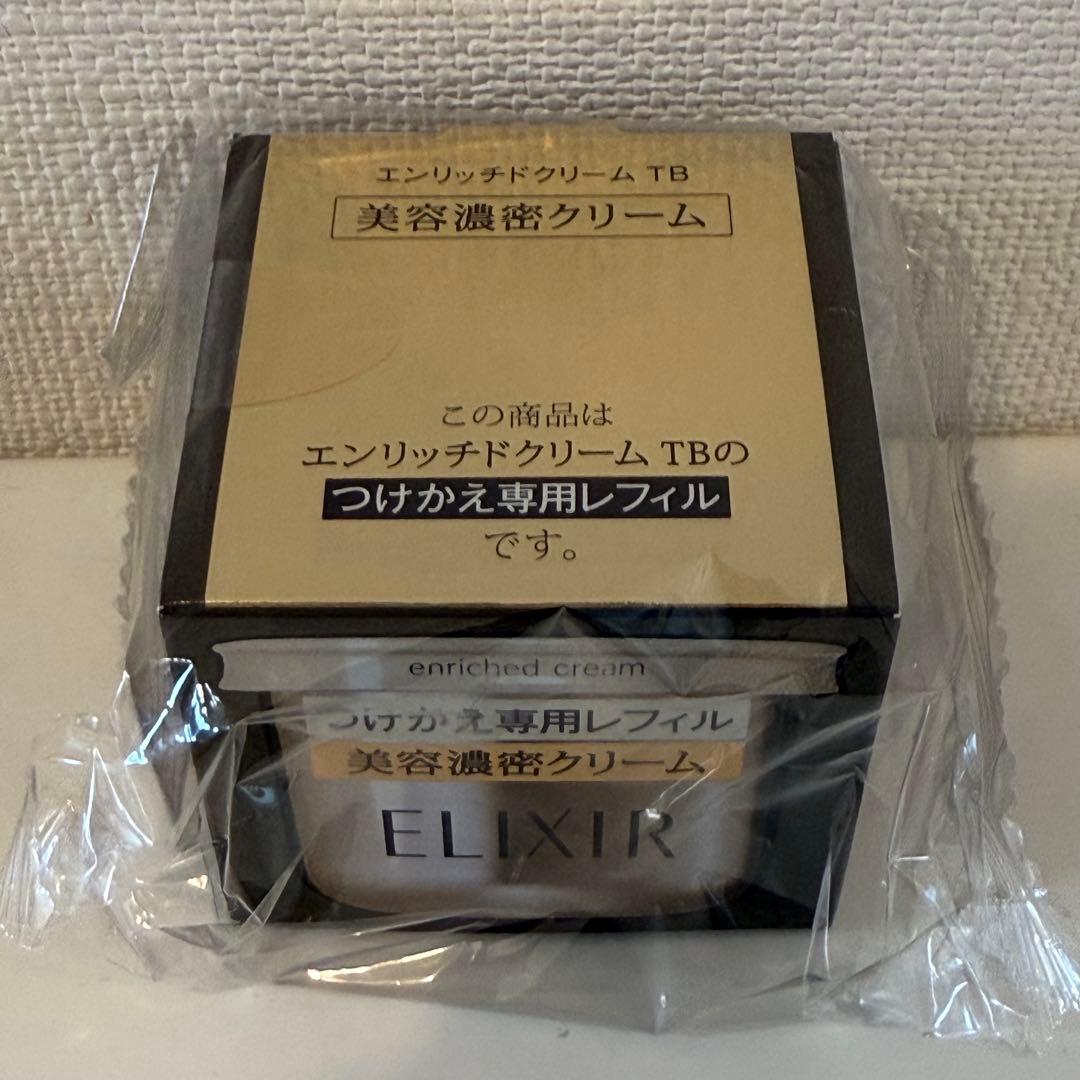 エンリッチドクリーム TB
美容濃密クリーム
この商品は
エンリッチドクリーム TBの
つけかえ専用レフィル
です。
enriched cream
つけかえ専用レフィル
美容濃密クリーム
ELIXIR